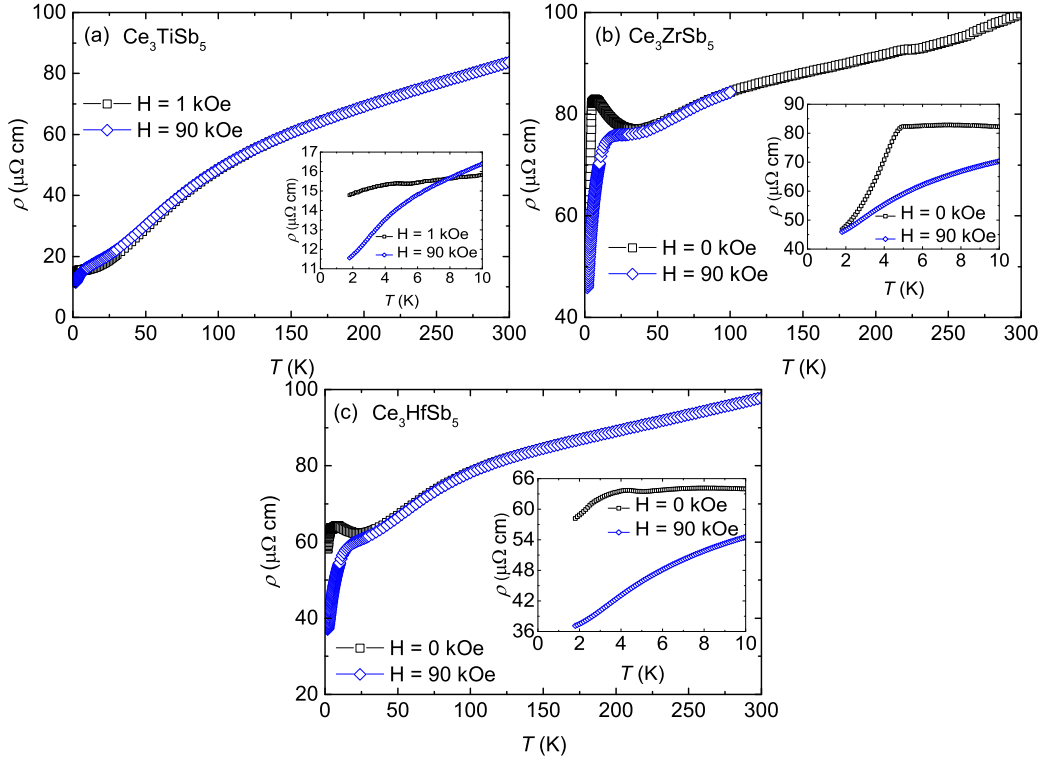 (a) Ce₃TiSb₅
H = 1 kOe
H = 90 kOe
ρ (μΩ cm)
100
80
60
40
20
0
0 50 100 150 200 250 300
T (K)
ρ (μΩ cm)
17
16
15
14
13
12
11
0 2 4 6 8 10
T (K)
H = 1 kOe
H = 90 kOe
(b) Ce₃ZrSb₅
H = 0 kOe
H = 90 kOe
ρ (μΩ cm)
100
80
60
40
0 50 100 150 200 250 300
T (K)
ρ (μΩ cm)
90
80
70
60
50
40
0 2 4 6 8 10
T (K)
H = 0 kOe
H = 90 kOe
(c) Ce₃HfSb₅
H = 0 kOe
H = 90 kOe
ρ (μΩ cm)
100
80
60
40
20
0 50 100 150 200 250 300
T (K)
ρ (μΩ cm)
66
60
54
48
42
36
0 2 4 6 8 10
T (K)
H = 0 kOe
H = 90 kOe